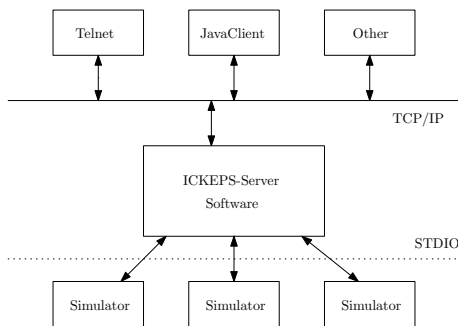 Telnet
JavaClient
Other
TCP/IP
ICKEPS-Server
Software
STDIO
Simulator
Simulator
Simulator